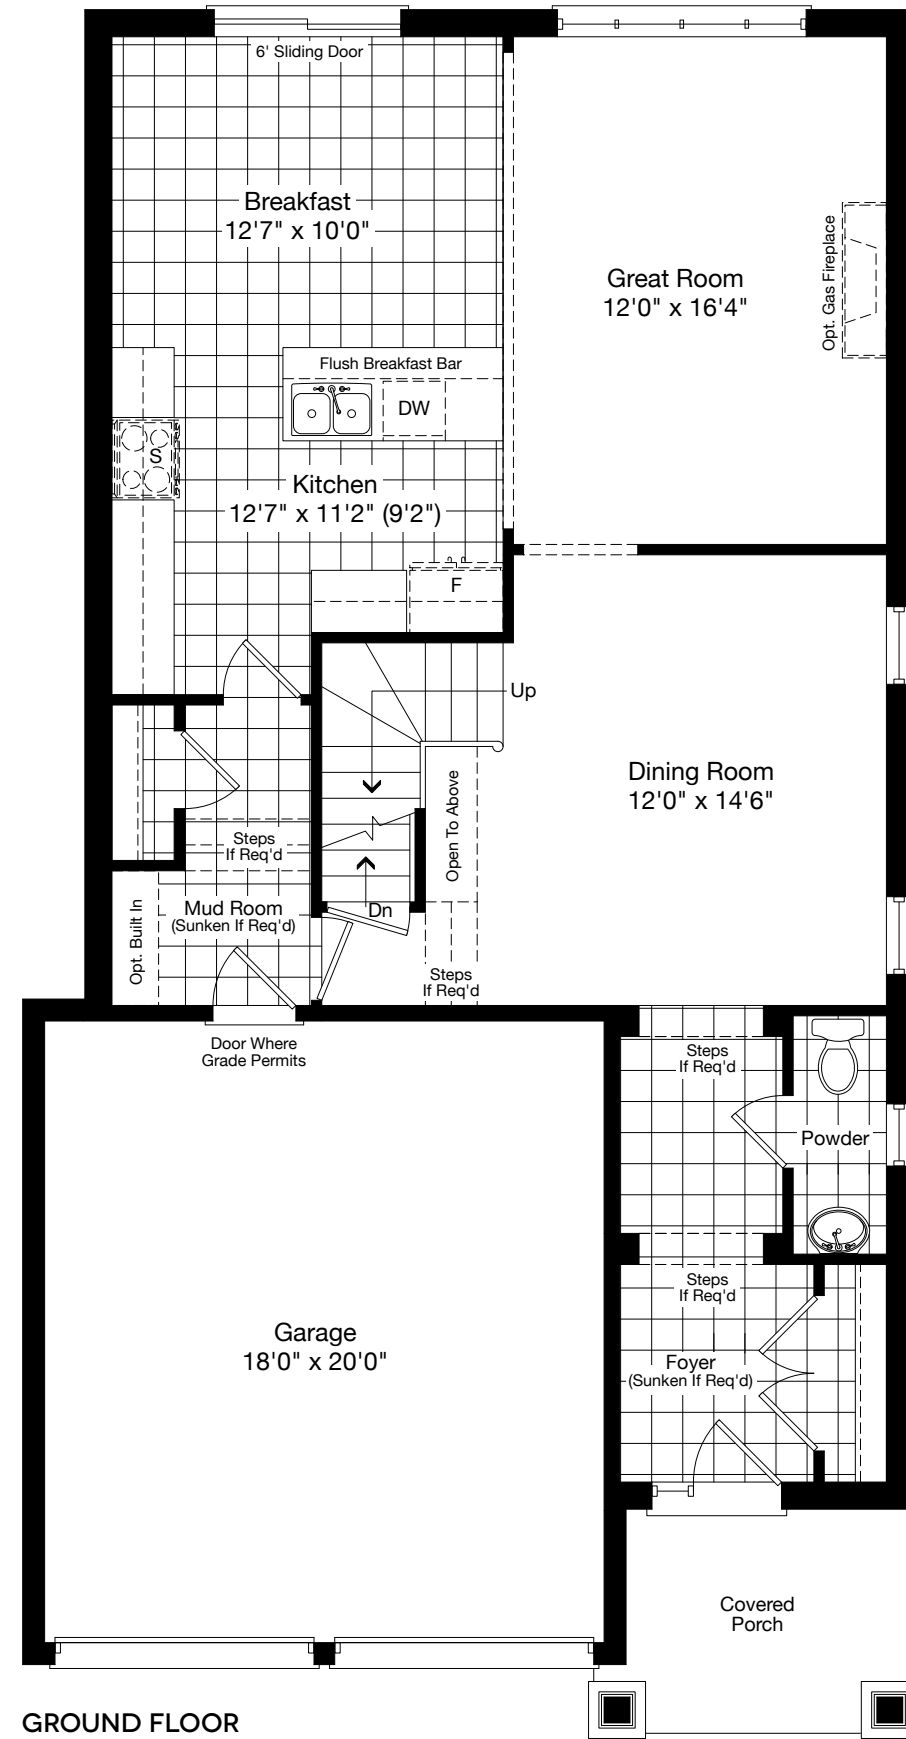 6' Sliding Door
Breakfast
12'7" x 10'0"
Great Room
12'0" x 16'4"
Opt. Gas Fireplace
Flush Breakfast Bar
DW
S
Kitchen
12'7" x 11'2" (9'2")
F
Up
Dining Room
12'0" x 14'6"
Open To Above
Steps
If Req'd
Dn
Mud Room
(Sunken If Req'd)
Opt. Built In
Steps
If Req'd
Door Where
Grade Permits
Steps
If Req'd
Powder
Steps
If Req'd
Garage
18'0" x 20'0"
Foyer
(Sunken If Req'd)
Covered
Porch
GROUND FLOOR